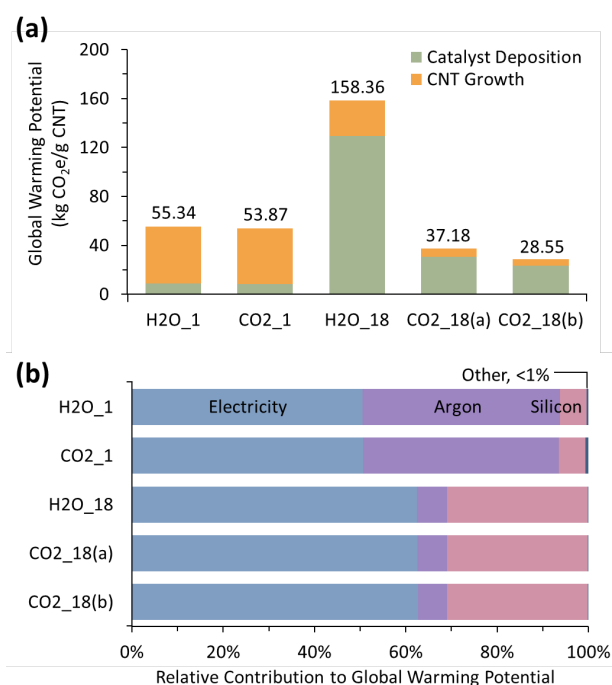 (a)
Global Warming Potential
(kg CO₂e/g CNT)
200
160
120
80
40
0
Catalyst Deposition
CNT Growth
55.34
53.87
158.36
37.18
28.55
H2O_1
CO2_1
H2O_18
CO2_18(a)
CO2_18(b)
(b)
Other, <1%
H2O_1
Electricity
Argon
Silicon
CO2_1
H2O_18
CO2_18(a)
CO2_18(b)
0%
20%
40%
60%
80%
100%
Relative Contribution to Global Warming Potential